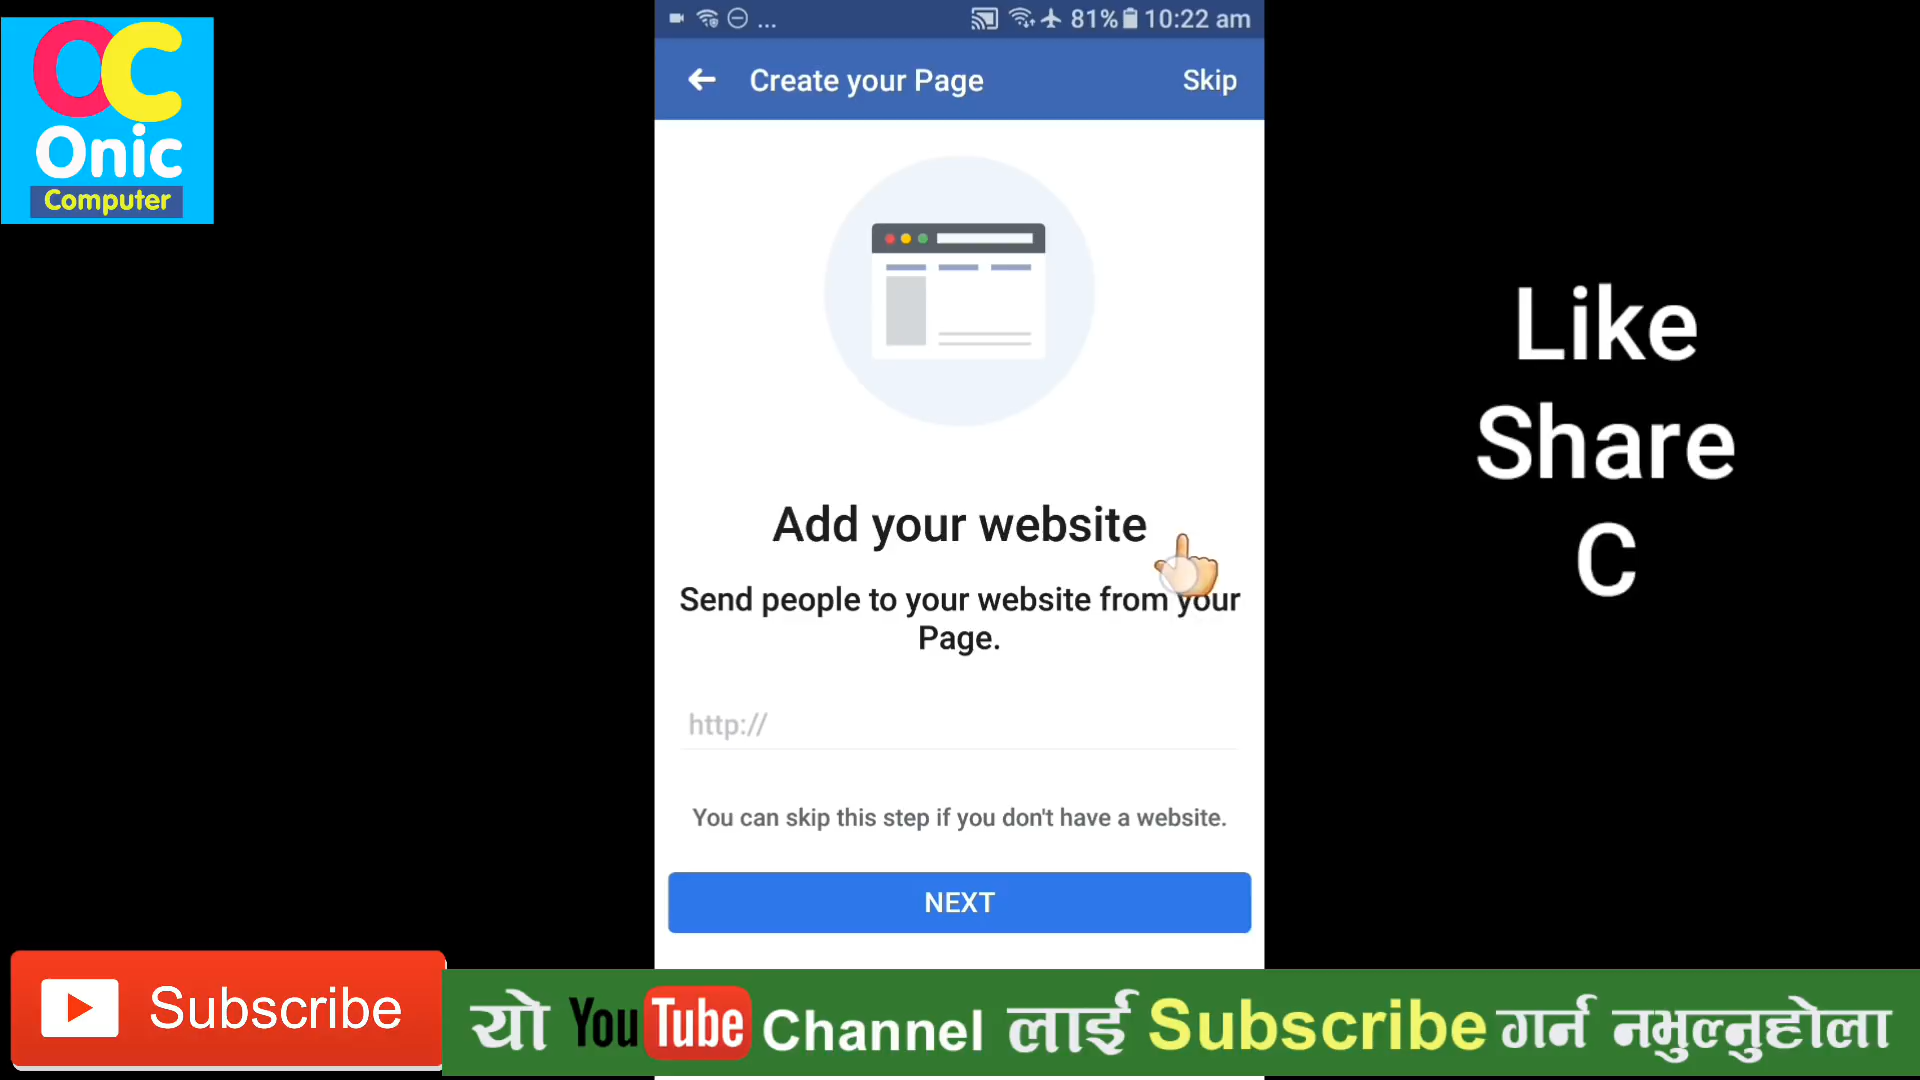 OC
Onic
Computer
... 81% 10:22 am
Create your Page
Skip
Add your website
Send people to your website from your
Page.
http://
You can skip this step if you don't have a website.
NEXT
Like
Share
C
Subscribe
यो YouTube Channel लाई Subscribe गर्न नभुल्नुहोला